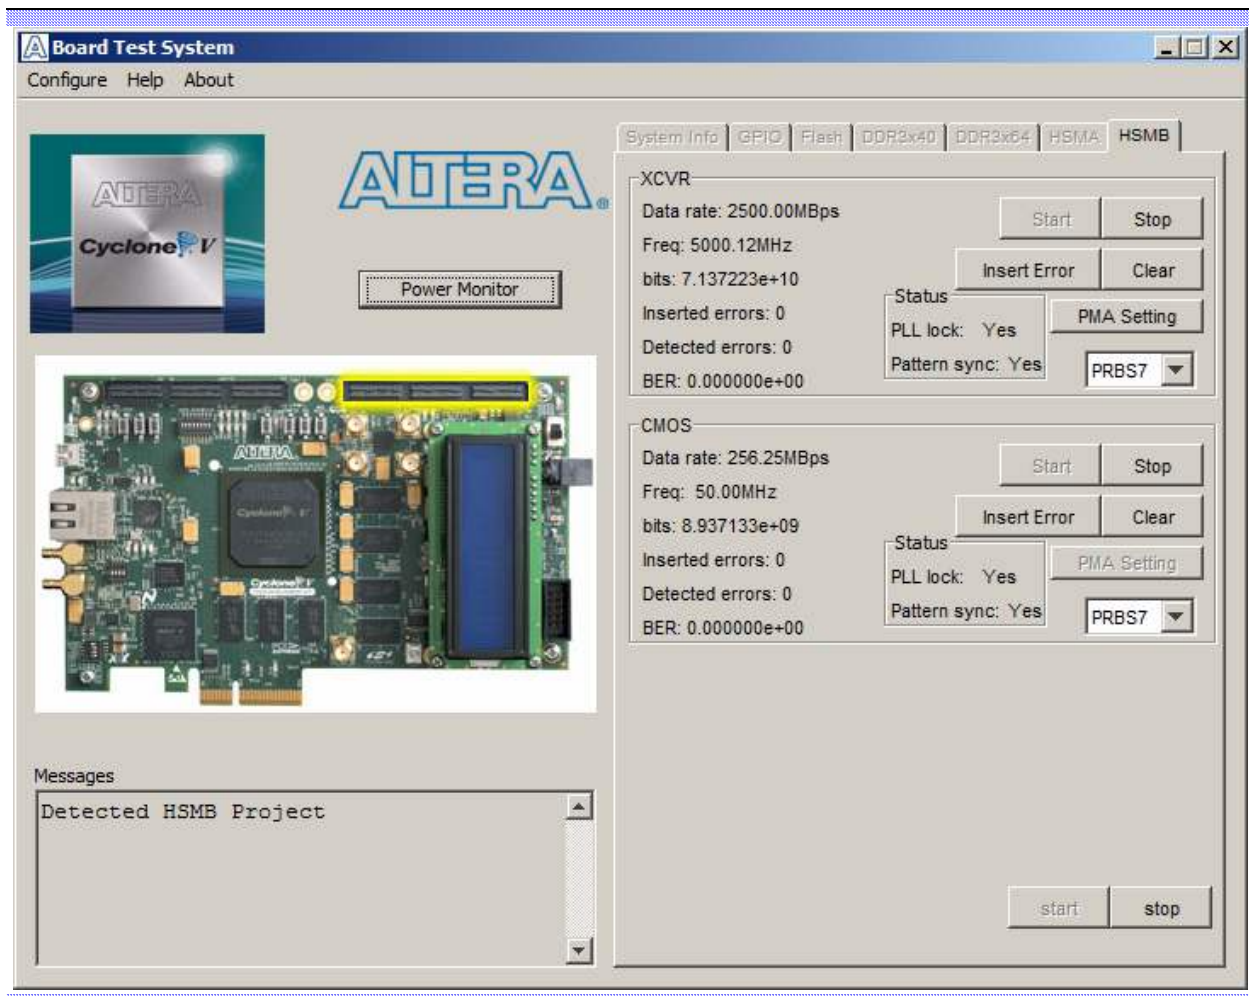 Board Test System
Configure Help About
ALTERA
Cyclone V
ALTERA®
Power Monitor
ALTERA
Cyclone V
Cyclone V
Messages
Detected HSMB Project
System Info GPIO Flash DDR3x40 DDR3x64 HSMA HSMB
XCVR
Data rate: 2500.00MBps
Start Stop
Freq: 5000.12MHz
Insert Error Clear
bits: 7.137223e+10
Status
PMA Setting
Inserted errors: 0
PLL lock: Yes
Detected errors: 0
Pattern sync: Yes
PRBS7
BER: 0.000000e+00
CMOS
Data rate: 256.25MBps
Start Stop
Freq: 50.00MHz
Insert Error Clear
bits: 8.937133e+09
Status
PMA Setting
Inserted errors: 0
PLL lock: Yes
Detected errors: 0
Pattern sync: Yes
PRBS7
BER: 0.000000e+00
start stop